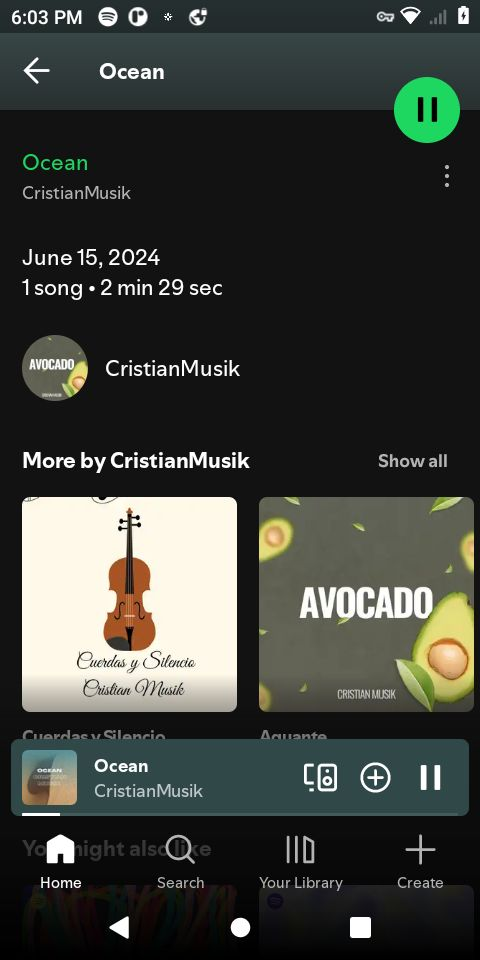 6:03 PM
Ocean
Ocean
CristianMusik
June 15, 2024
1 song • 2 min 29 sec
AVOCADO
CristianMusik
More by CristianMusik
Show all
Cuerdas y Silencio
Cristian Musik
AVOCADO
CRISTIAN MUSIK
Cuerdas y Silencio
Aguante
OCEAN
Ocean
CristianMusik
You might also like
Home
Search
Your Library
Create